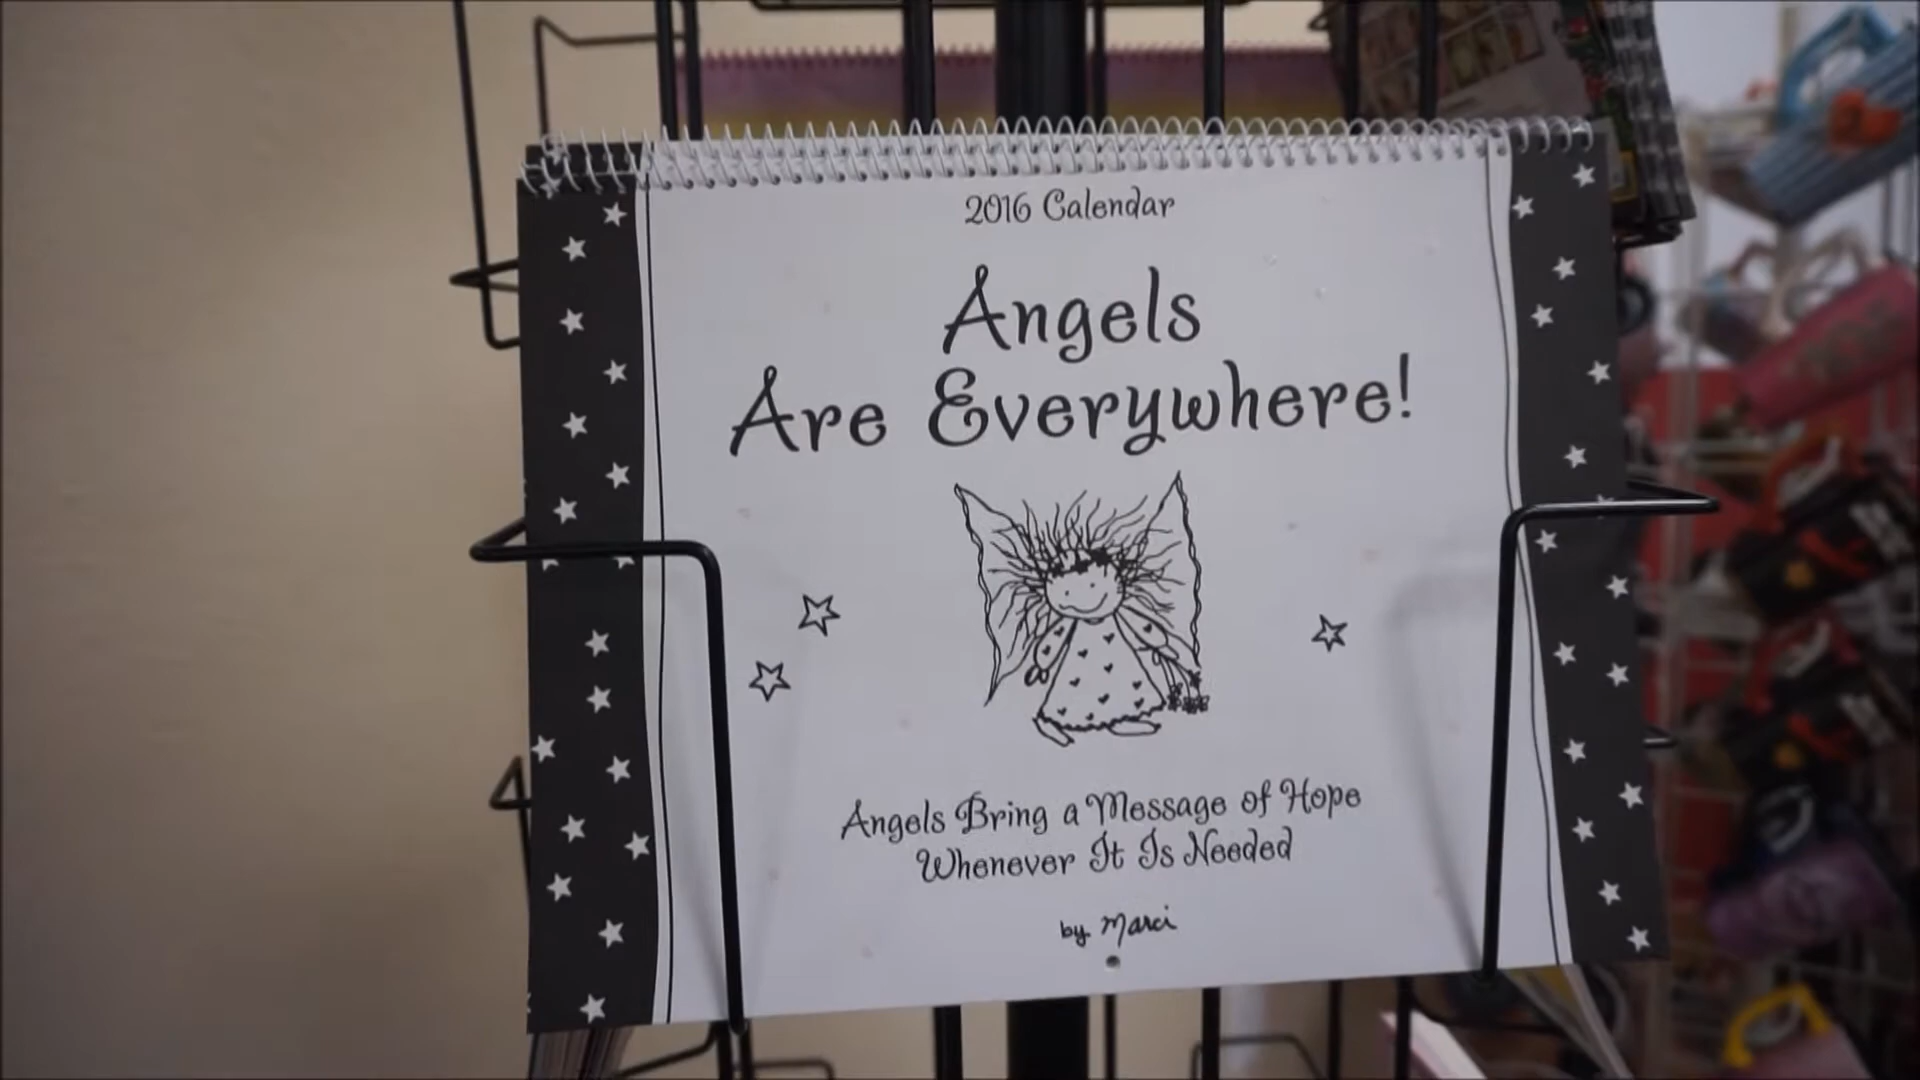 2016 Calendar
Angels
Are Everywhere!
Angels Bring a Message of Hope
Whenever It Is Needed
by Marci